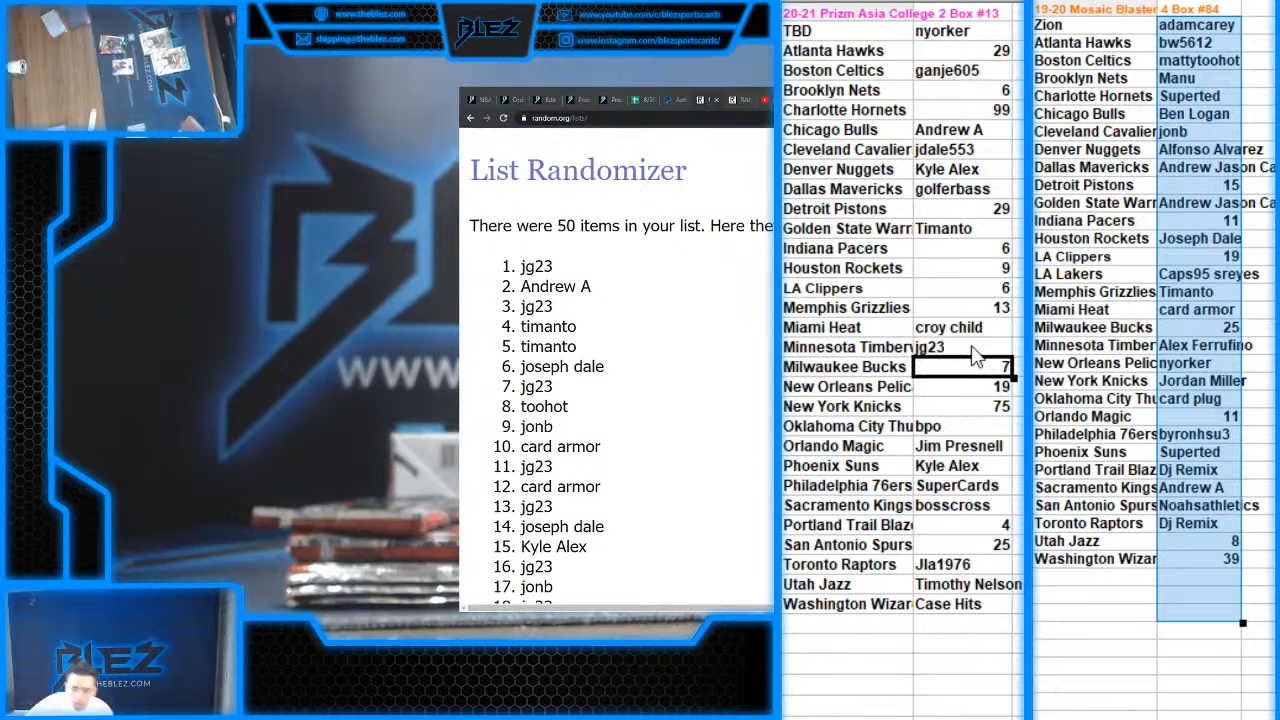 www.theblez.com
shipping@theblez.com
BLEZ
www.youtube.com/c/blezsportscards/
www.instagram.com/blezsportscards/
random.org/lists/
List Randomizer
There were 50 items in your list. Here the
1. jg23
2. Andrew A
3. jg23
4. timanto
5. timanto
6. joseph dale
7. jg23
8. toohot
9. jonb
10. card armor
11. jg23
12. card armor
13. jg23
14. joseph dale
15. Kyle Alex
16. jg23
17. jonb
WWW
BLEZ
THEBLEZ.COM
20-21 Prizm Asia College 2 Box #13
TBD nyorker
Atlanta Hawks 29
Boston Celtics ganje605
Brooklyn Nets 6
Charlotte Hornets 99
Chicago Bulls Andrew A
Cleveland Cavalier jdale553
Denver Nuggets Kyle Alex
Dallas Mavericks golferbass
Detroit Pistons 29
Golden State Warr Timanto
Indiana Pacers 6
Houston Rockets 9
LA Clippers 6
Memphis Grizzlies 13
Miami Heat croy child
Minnesota Timberv jg23
Milwaukee Bucks 7
New Orleans Pelic 19
New York Knicks 75
Oklahoma City Thu bpo
Orlando Magic Jim Presnell
Phoenix Suns Kyle Alex
Philadelphia 76ers SuperCards
Sacramento Kings bosscross
Portland Trail Blaze 4
San Antonio Spurs 25
Toronto Raptors Jla1976
Utah Jazz Timothy Nelson
Washington Wizar Case Hits
19-20 Mosaic Blaster 4 Box #84
Zion adamcarey
Atlanta Hawks bw5612
Boston Celtics mattytoohot
Brooklyn Nets Manu
Charlotte Hornets Superted
Chicago Bulls Ben Logan
Cleveland Cavalier jonb
Denver Nuggets Alfonso Alvarez
Dallas Mavericks Andrew Jason Ca
Detroit Pistons 15
Golden State Warr Andrew Jason Ca
Indiana Pacers 11
Houston Rockets Joseph Dale
LA Clippers 19
LA Lakers Caps95 sreyes
Memphis Grizzlies Timanto
Miami Heat card armor
Milwaukee Bucks 25
Minnesota Timber Alex Ferrufino
New Orleans Pelic nyorker
New York Knicks Jordan Miller
Oklahoma City Thu card plug
Orlando Magic 11
Philadelphia 76ers byronhsu3
Phoenix Suns Superted
Portland Trail Blaz Dj Remix
Sacramento Kings Andrew A
San Antonio Spurs Noahsathletics
Toronto Raptors Dj Remix
Utah Jazz 8
Washington Wizar 39